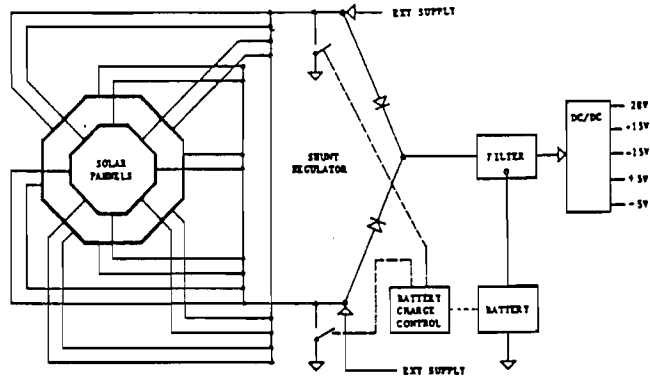 EXT SUPPLY
SOLAR
PANNELS
SHUNT
REGULATOR
FILTER
DC/DC
28V
-15V
-15V
+5V
-5V
BATTERY
CHARGE
CONTROL
BATTERY
EXT SUPPLY